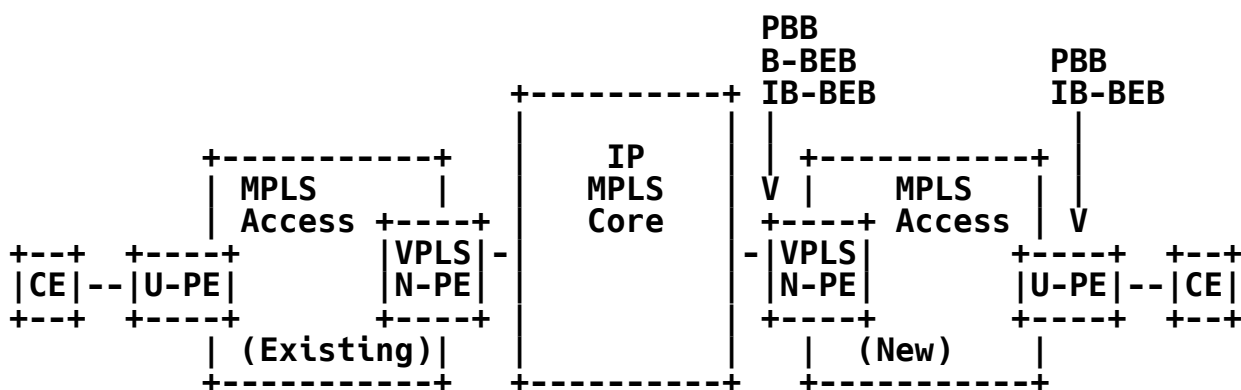 PBB
B-BEB PBB
IB-BEB IB-BEB
IP
MPLS MPLS MPLS
Access Core Access
VPLS VPLS
CE U-PE N-PE N-PE U-PE CE
(Existing) (New)